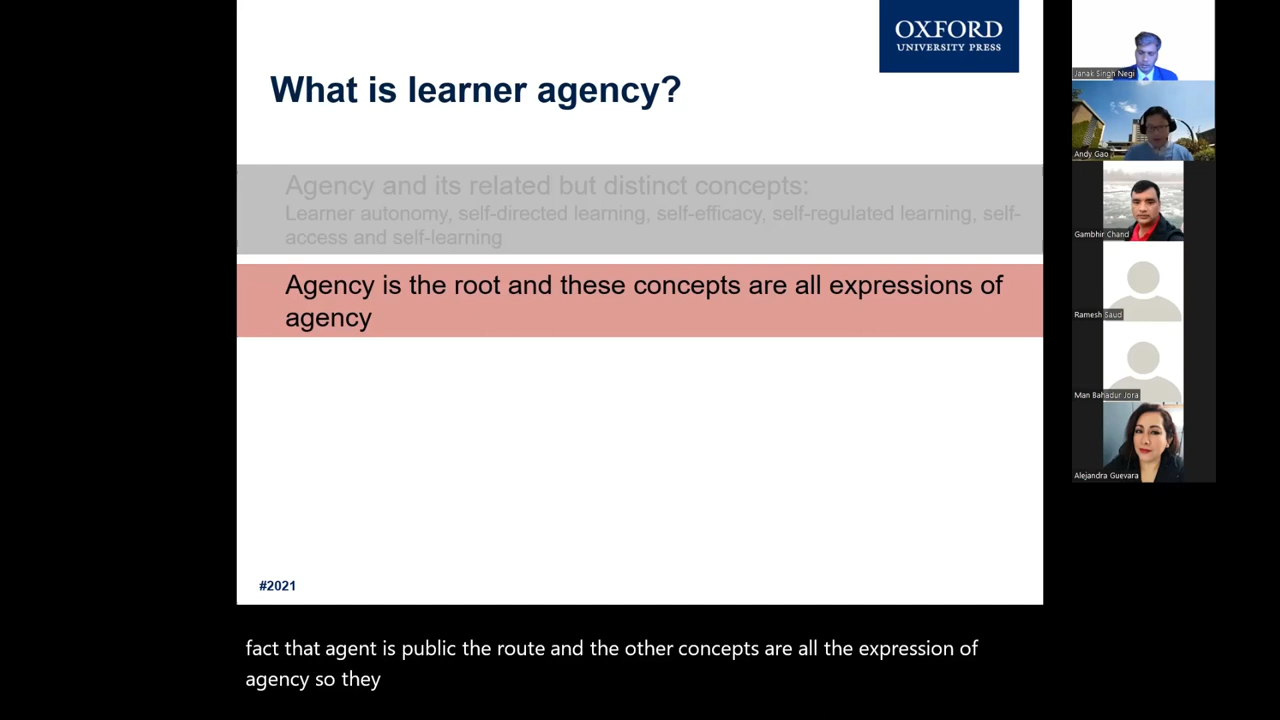 OXFORD
UNIVERSITY PRESS
What is learner agency?
Agency and its related but distinct concepts:
Learner autonomy, self-directed learning, self-efficacy, self-regulated learning, self-
access and self-learning
Agency is the root and these concepts are all expressions of
agency
#2021
fact that agent is public the route and the other concepts are all the expression of
agency so they
Janak Singh Negi
Andy Gao
Gambhir Chand
Ramesh Saud
Man Bahadur Jora
Alejandra Guevara